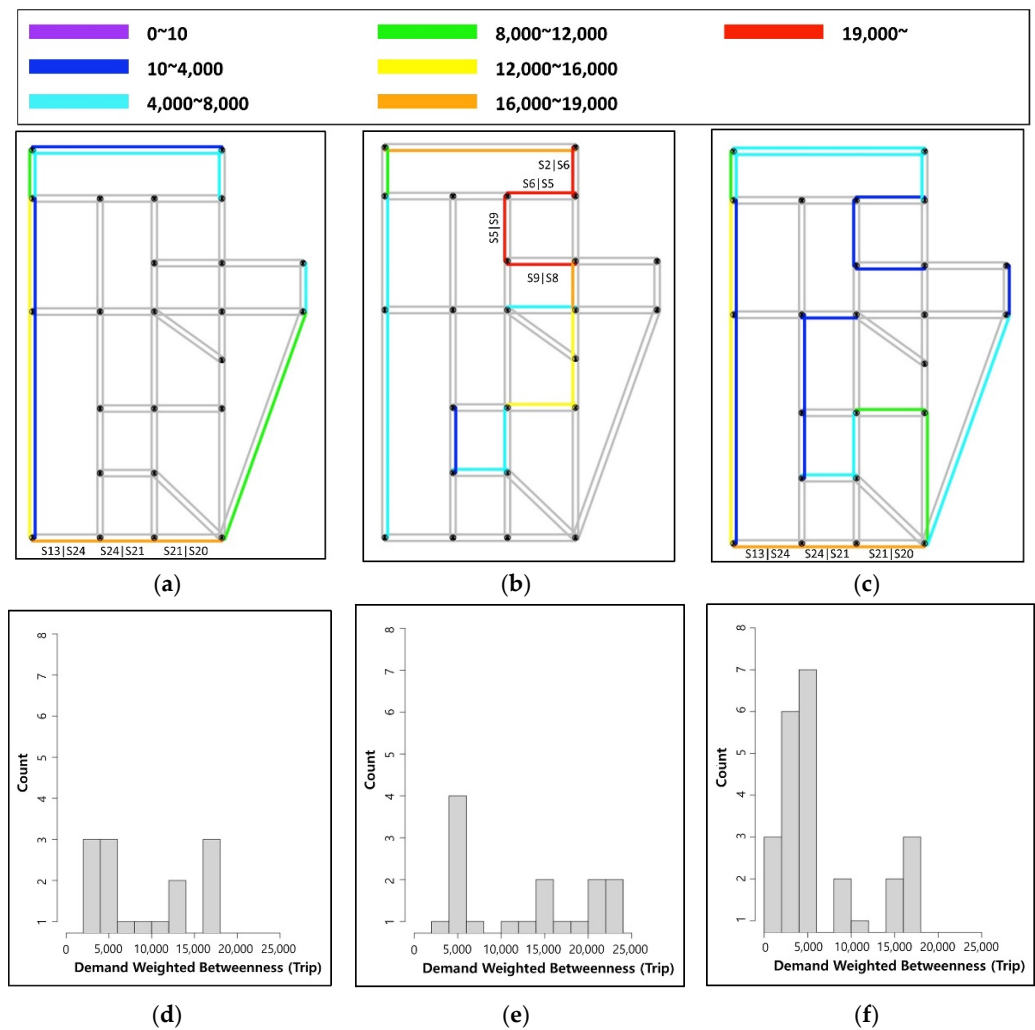 0~10
8,000~12,000
19,000~
10~4,000
12,000~16,000
4,000~8,000
16,000~19,000
S13|S24
S24|S21
S21|S20
S2|S6
S6|S5
S5|S9
S9|S8
S13|S24
S24|S21
S21|S20
(a)
(b)
(c)
Count
1
2
3
4
5
6
7
8
0
5,000
10,000
15,000
20,000
25,000
Demand Weighted Betweenness (Trip)
Count
1
2
3
4
5
6
7
8
0
5,000
10,000
15,000
20,000
25,000
Demand Weighted Betweenness (Trip)
Count
1
2
3
4
5
6
7
8
0
5,000
10,000
15,000
20,000
25,000
Demand Weighted Betweenness (Trip)
(d)
(e)
(f)